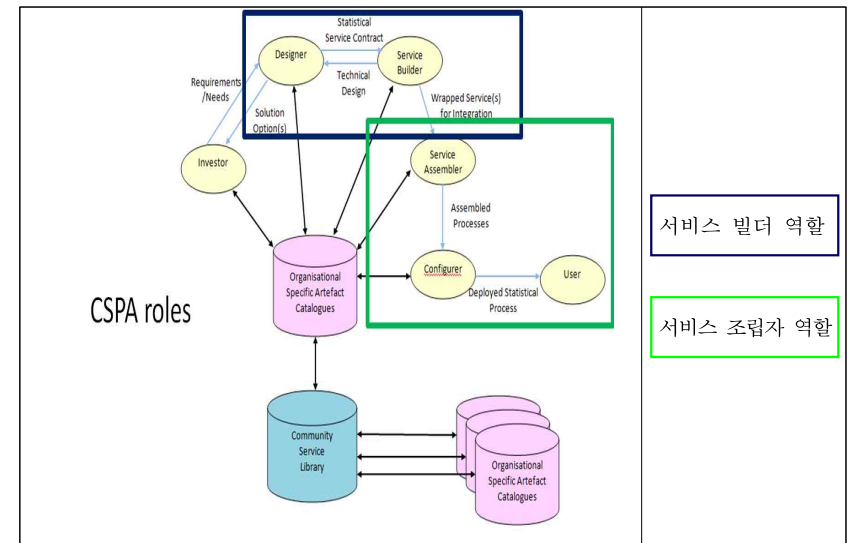 Statistical
Service Contract
Designer
Service
Builder
Technical
Design
Requirements
/Needs
Solution
Option(s)
Wrapped Service(s)
for Integration
Investor
Service
Assembler
Assembled
Processes
Organisational
Specific Artefact
Catalogues
Configurer
User
Deployed Statistical
Process
CSPA roles
Community
Service
Library
Organisational
Specific Artefact
Catalogues
서비스 빌더 역할
서비스 조립자 역할